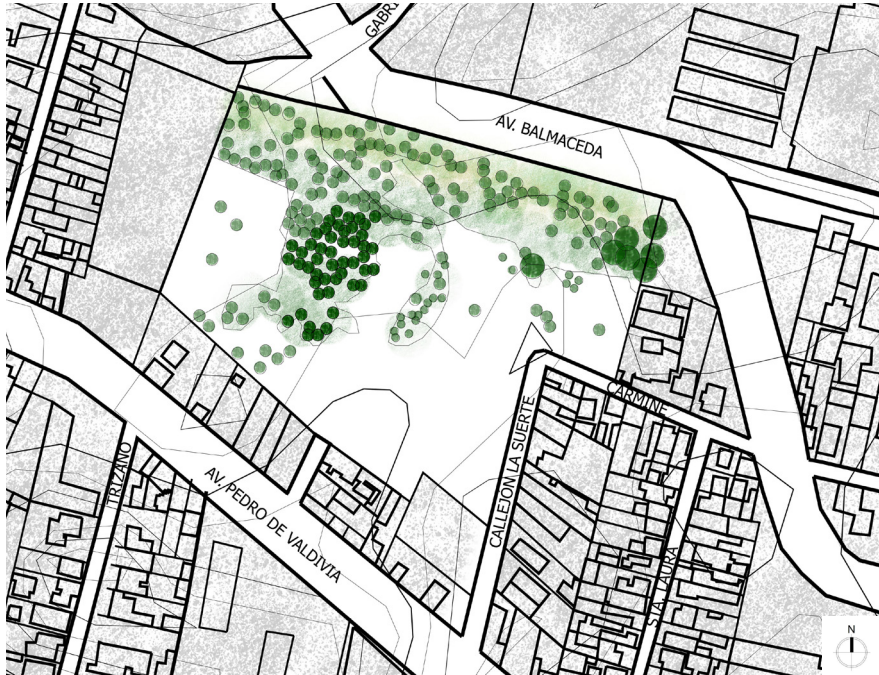 AV. BALMACEDA
CARMINE
CALLEJON LA SUERTE
TRIZANO
AV. PEDRO DE VALDIVIA
STA. LAURA
N